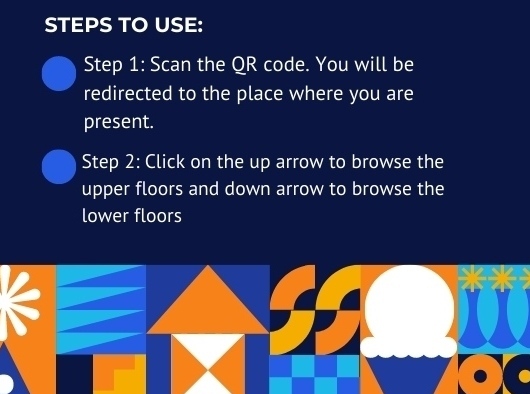 STEPS TO USE:
Step 1: Scan the QR code. You will be
redirected to the place where you are
present.
Step 2: Click on the up arrow to browse the
upper floors and down arrow to browse the
lower floors